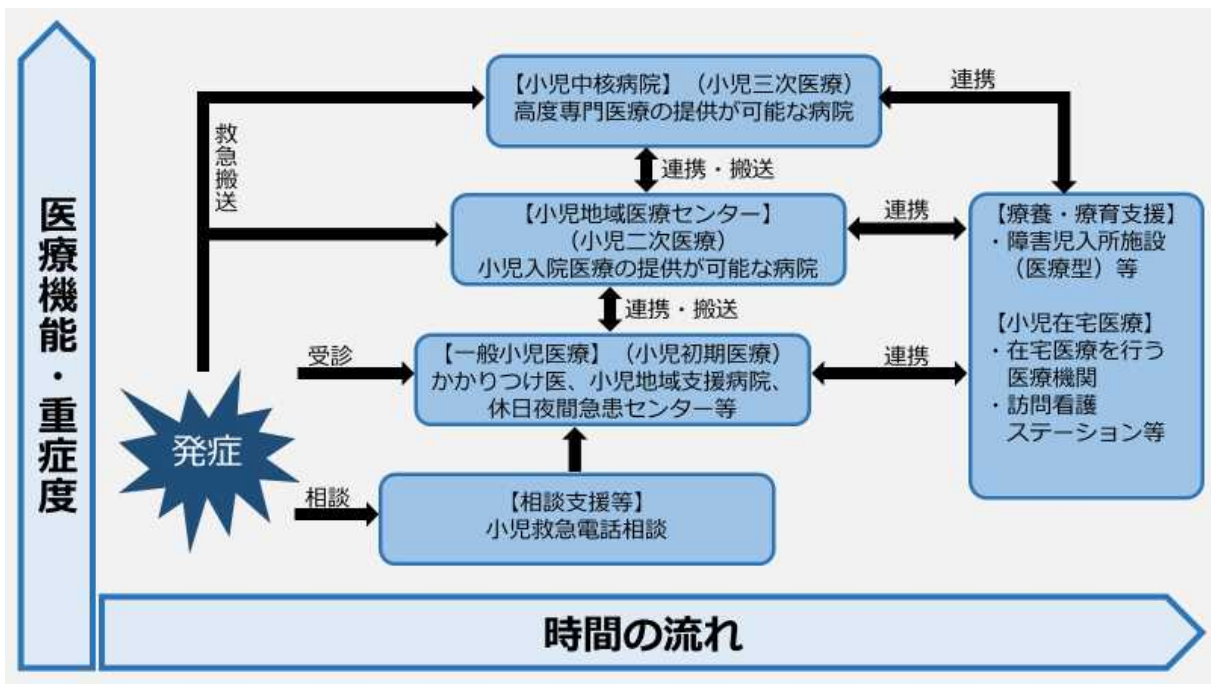 医療機能・重症度
【小児中核病院】（小児三次医療）
高度専門医療の提供が可能な病院
連携
救急搬送
連携・搬送
【小児地域医療センター】
（小児二次医療）
小児入院医療の提供が可能な病院
連携
【療養・療育支援】
・障害児入所施設
（医療型）等
【小児在宅医療】
・在宅医療を行う
医療機関
・訪問看護
ステーション等
連携・搬送
受診
【一般小児医療】（小児初期医療）
かかりつけ医、小児地域支援病院、
休日夜間急患センター等
連携
発症
相談
【相談支援等】
小児救急電話相談
時間の流れ